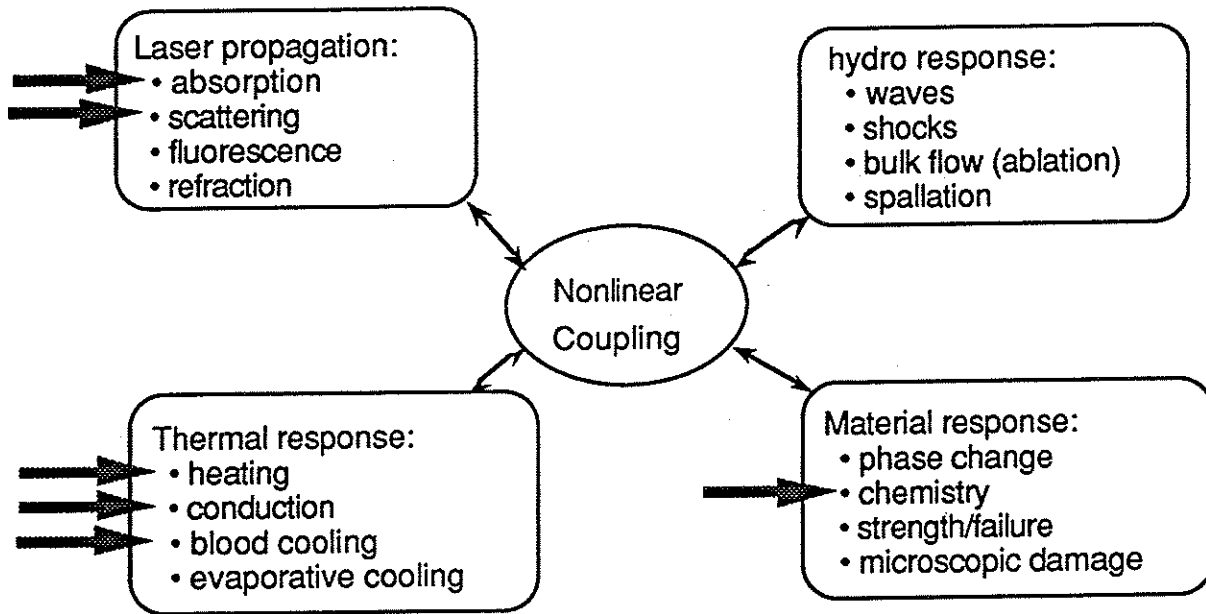 Laser propagation:
• absorption
• scattering
• fluorescence
• refraction
hydro response:
• waves
• shocks
• bulk flow (ablation)
• spallation
Nonlinear
Coupling
Thermal response:
• heating
• conduction
• blood cooling
• evaporative cooling
Material response:
• phase change
• chemistry
• strength/failure
• microscopic damage